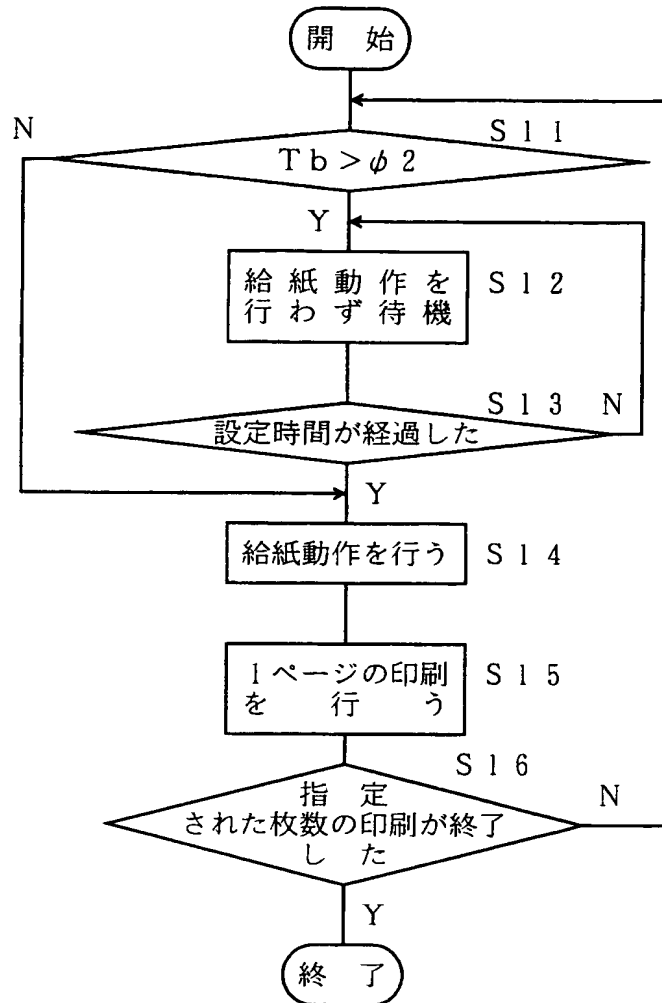 開 始
N
S11
Tb>φ2
Y
給紙動作を
行わず待機
S12
S13 N
設定時間が経過した
Y
給紙動作を行う
S14
1ページの印刷
を 行 う
S15
S16
指 定
された枚数の印刷が終了
し た
N
Y
終 了